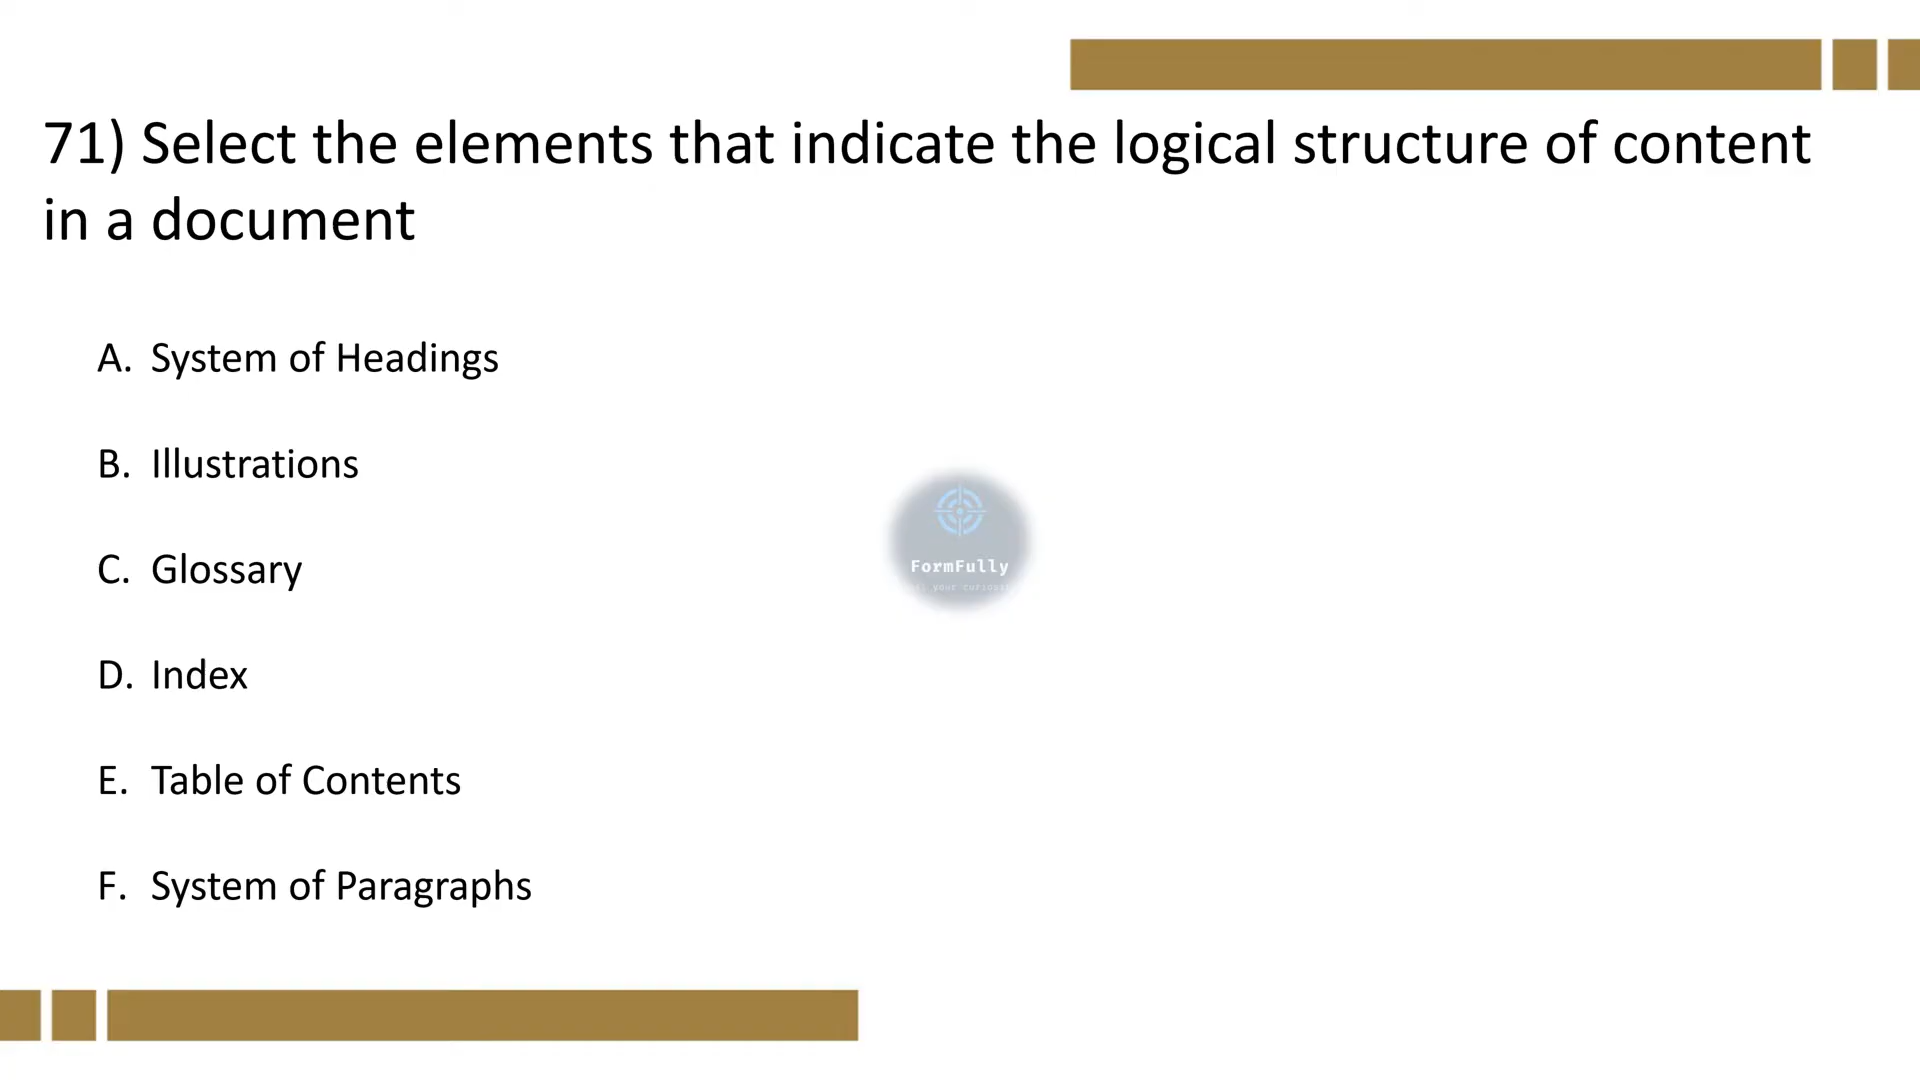 71) Select the elements that indicate the logical structure of content
in a document
A. System of Headings
B. Illustrations
FormFully
your
C. Glossary
D. Index
E. Table of Contents
F. System of Paragraphs